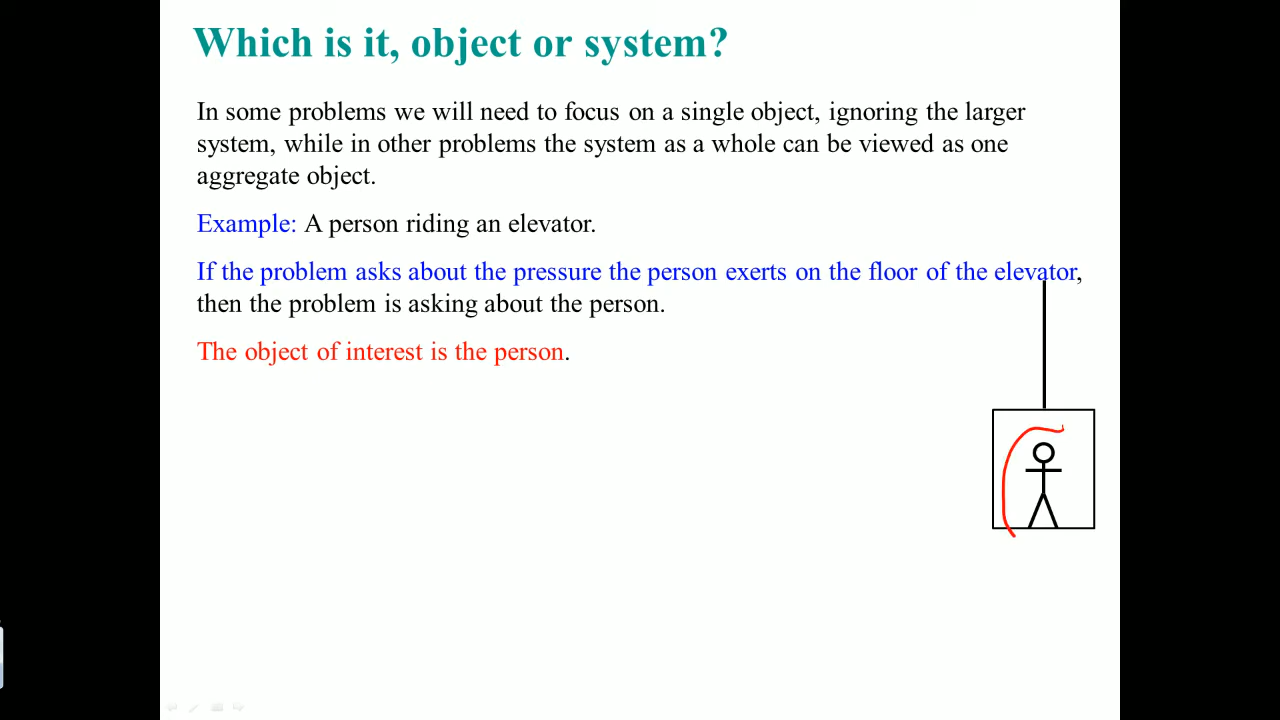 Which is it, object or system?
In some problems we will need to focus on a single object, ignoring the larger
system, while in other problems the system as a whole can be viewed as one
aggregate object.
Example: A person riding an elevator.
If the problem asks about the pressure the person exerts on the floor of the elevator,
then the problem is asking about the person.
The object of interest is the person.